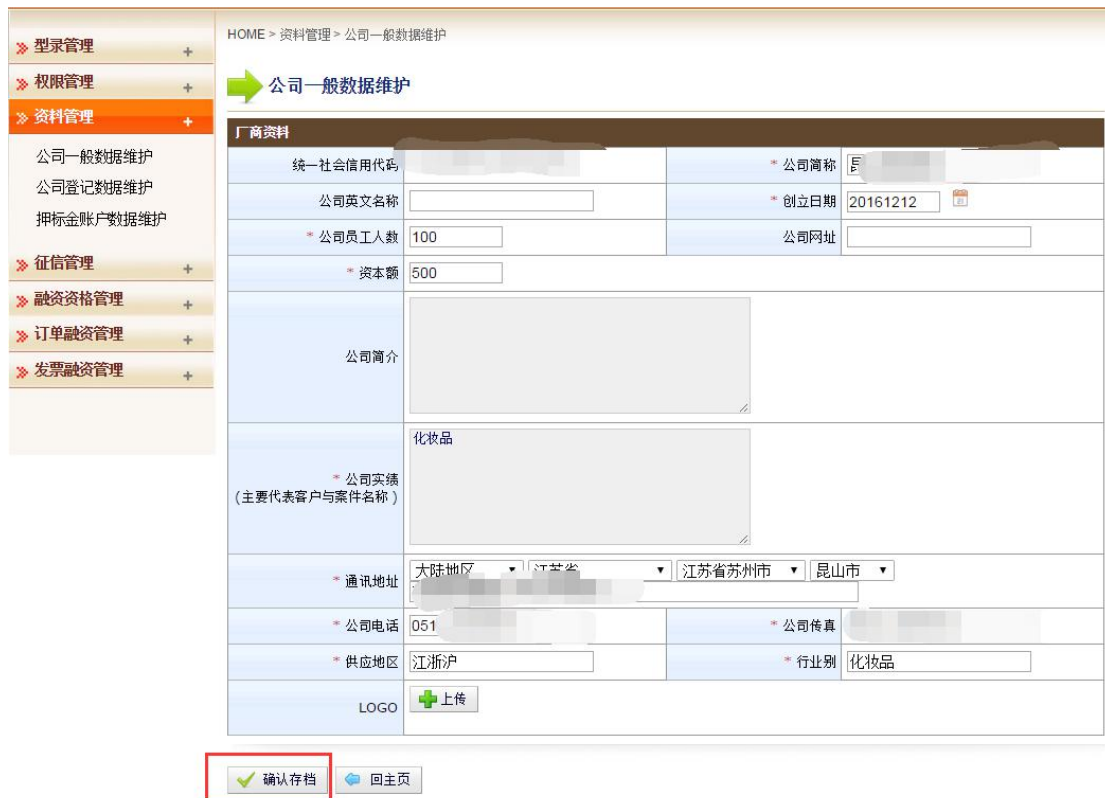 HOME > 资料管理 > 公司一般数据维护
型录管理
权限管理
资料管理
公司一般数据维护
公司登记数据维护
押标金账户数据维护
征信管理
融资资格管理
订单融资管理
发票融资管理
公司一般数据维护
厂商资料
统一社会信用代码
* 公司简称
公司英文名称
* 创立日期 20161212
* 公司员工人数 100
公司网址
* 资本额 500
公司简介
* 公司实绩
(主要代表客户与案件名称)
化妆品
* 通讯地址 大陆地区 江苏省 江苏省苏州市 昆山市
* 公司电话 051
* 公司传真
* 供应地区 江浙沪
* 行业别 化妆品
LOGO 上传
确认存档 回主页